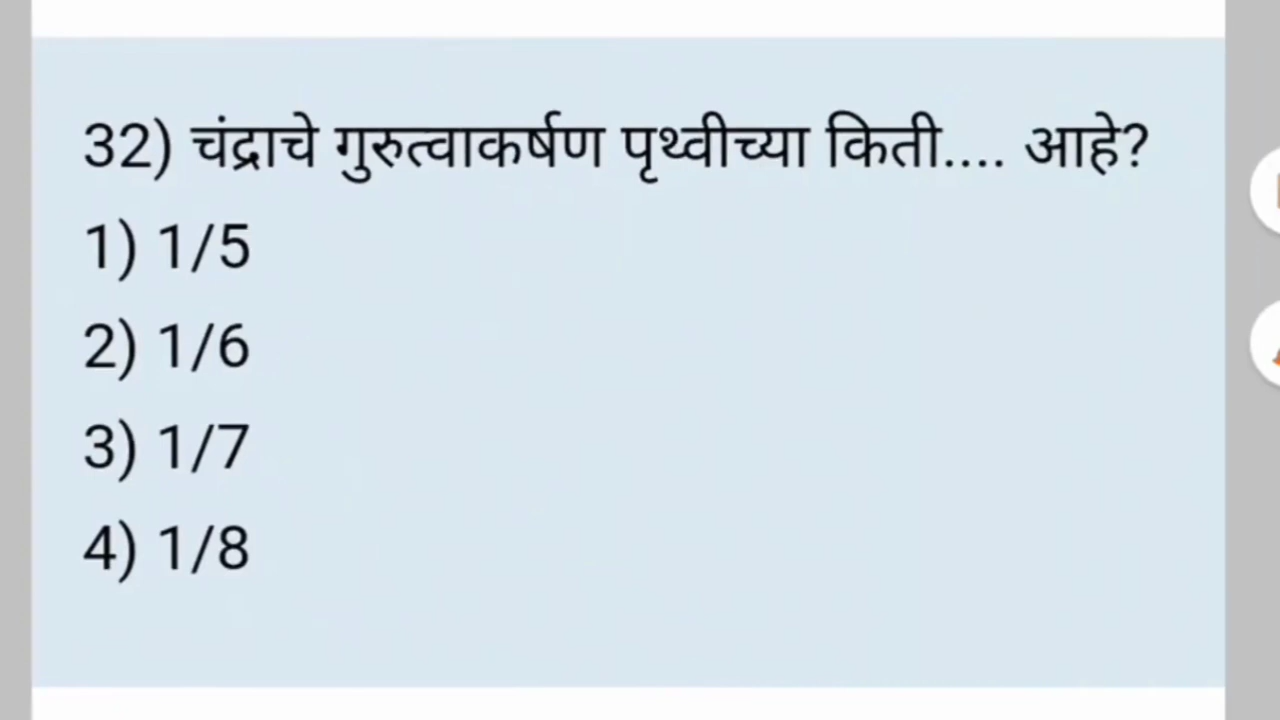 32) चंद्राचे गुरुत्वाकर्षण पृथ्वीच्या किती.... आहे?
1) 1/5
2) 1/6
3) 1/7
4) 1/8